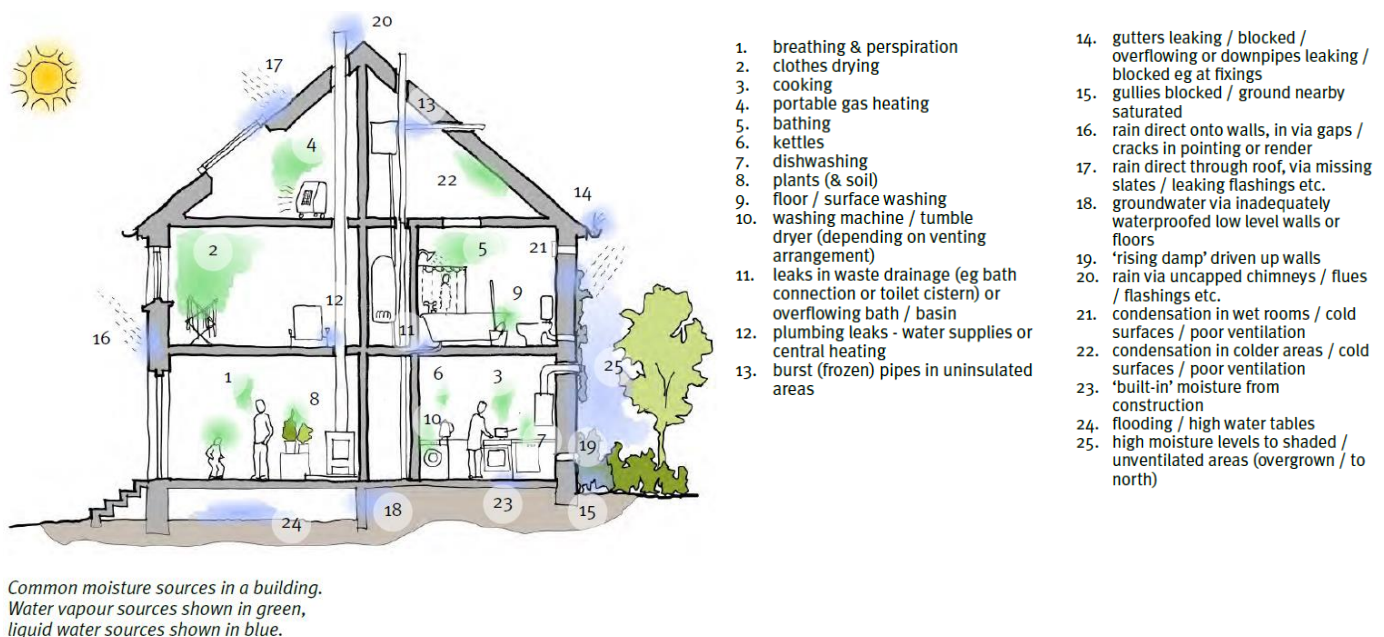 20
17
13
4
22
14
2
5
21
12
9
16
11
25
1
8
6
3
10
7
19
24
18
23
15
Common moisture sources in a building.
Water vapour sources shown in green,
liquid water sources shown in blue.
1. breathing & perspiration
2. clothes drying
3. cooking
4. portable gas heating
5. bathing
6. kettles
7. dishwashing
8. plants (& soil)
9. floor / surface washing
10. washing machine / tumble
dryer (depending on venting
arrangement)
11. leaks in waste drainage (eg bath
connection or toilet cistern) or
overflowing bath / basin
12. plumbing leaks - water supplies or
central heating
13. burst (frozen) pipes in uninsulated
areas
14. gutters leaking / blocked /
overflowing or downpipes leaking /
blocked eg at fixings
15. gullies blocked / ground nearby
saturated
16. rain direct onto walls, in via gaps /
cracks in pointing or render
17. rain direct through roof, via missing
slates / leaking flashings etc.
18. groundwater via inadequately
waterproofed low level walls or
floors
19. ‘rising damp’ driven up walls
20. rain via uncapped chimneys / flues
/ flashings etc.
21. condensation in wet rooms / cold
surfaces / poor ventilation
22. condensation in colder areas / cold
surfaces / poor ventilation
23. ‘built-in’ moisture from
construction
24. flooding / high water tables
25. high moisture levels to shaded /
unventilated areas (overgrown / to
north)